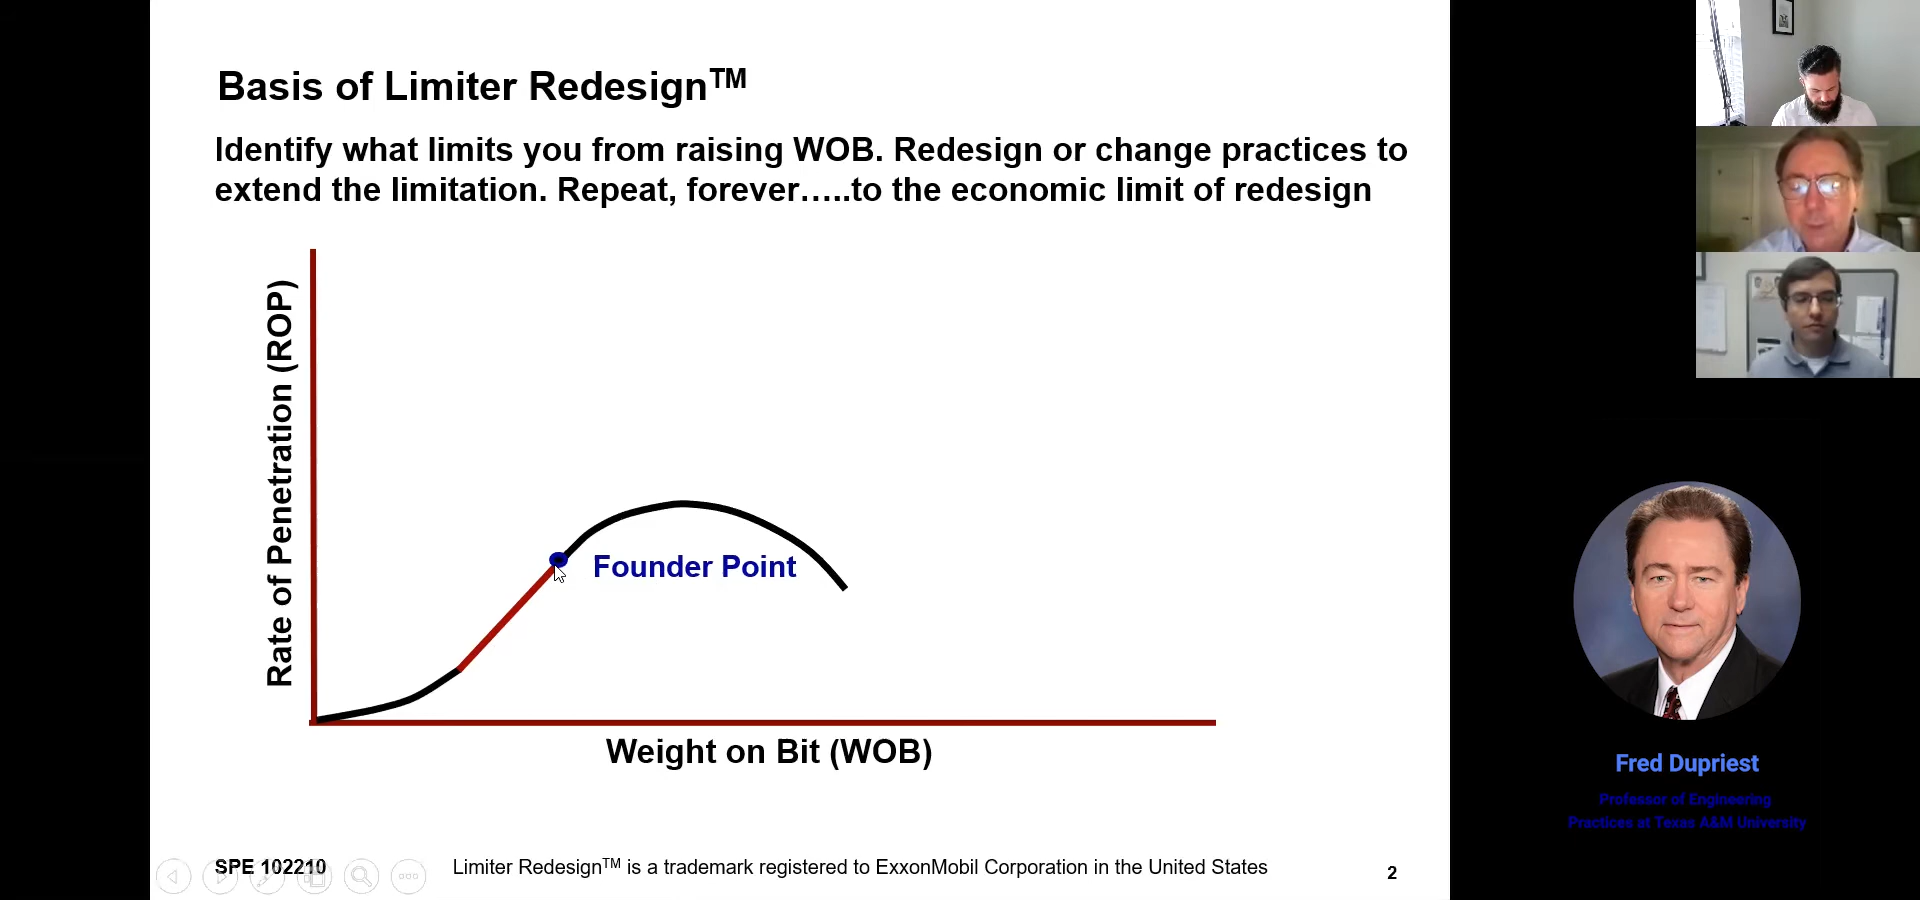 Basis of Limiter Redesign™
Identify what limits you from raising WOB. Redesign or change practices to
extend the limitation. Repeat, forever…..to the economic limit of redesign
Rate of Penetration (ROP)
Founder Point
Weight on Bit (WOB)
SPE 102210
Limiter Redesign™ is a trademark registered to ExxonMobil Corporation in the United States
2
Fred Dupriest
Professor of Engineering
Practices at Texas A&M University